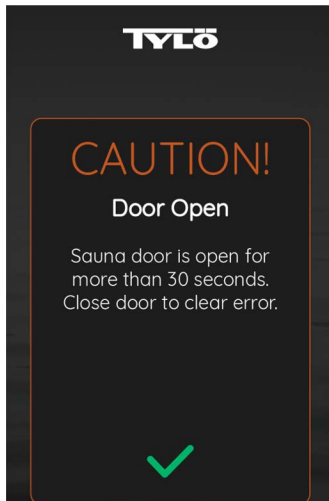 TYLÖ
CAUTION!
Door Open
Sauna door is open for
more than 30 seconds.
Close door to clear error.